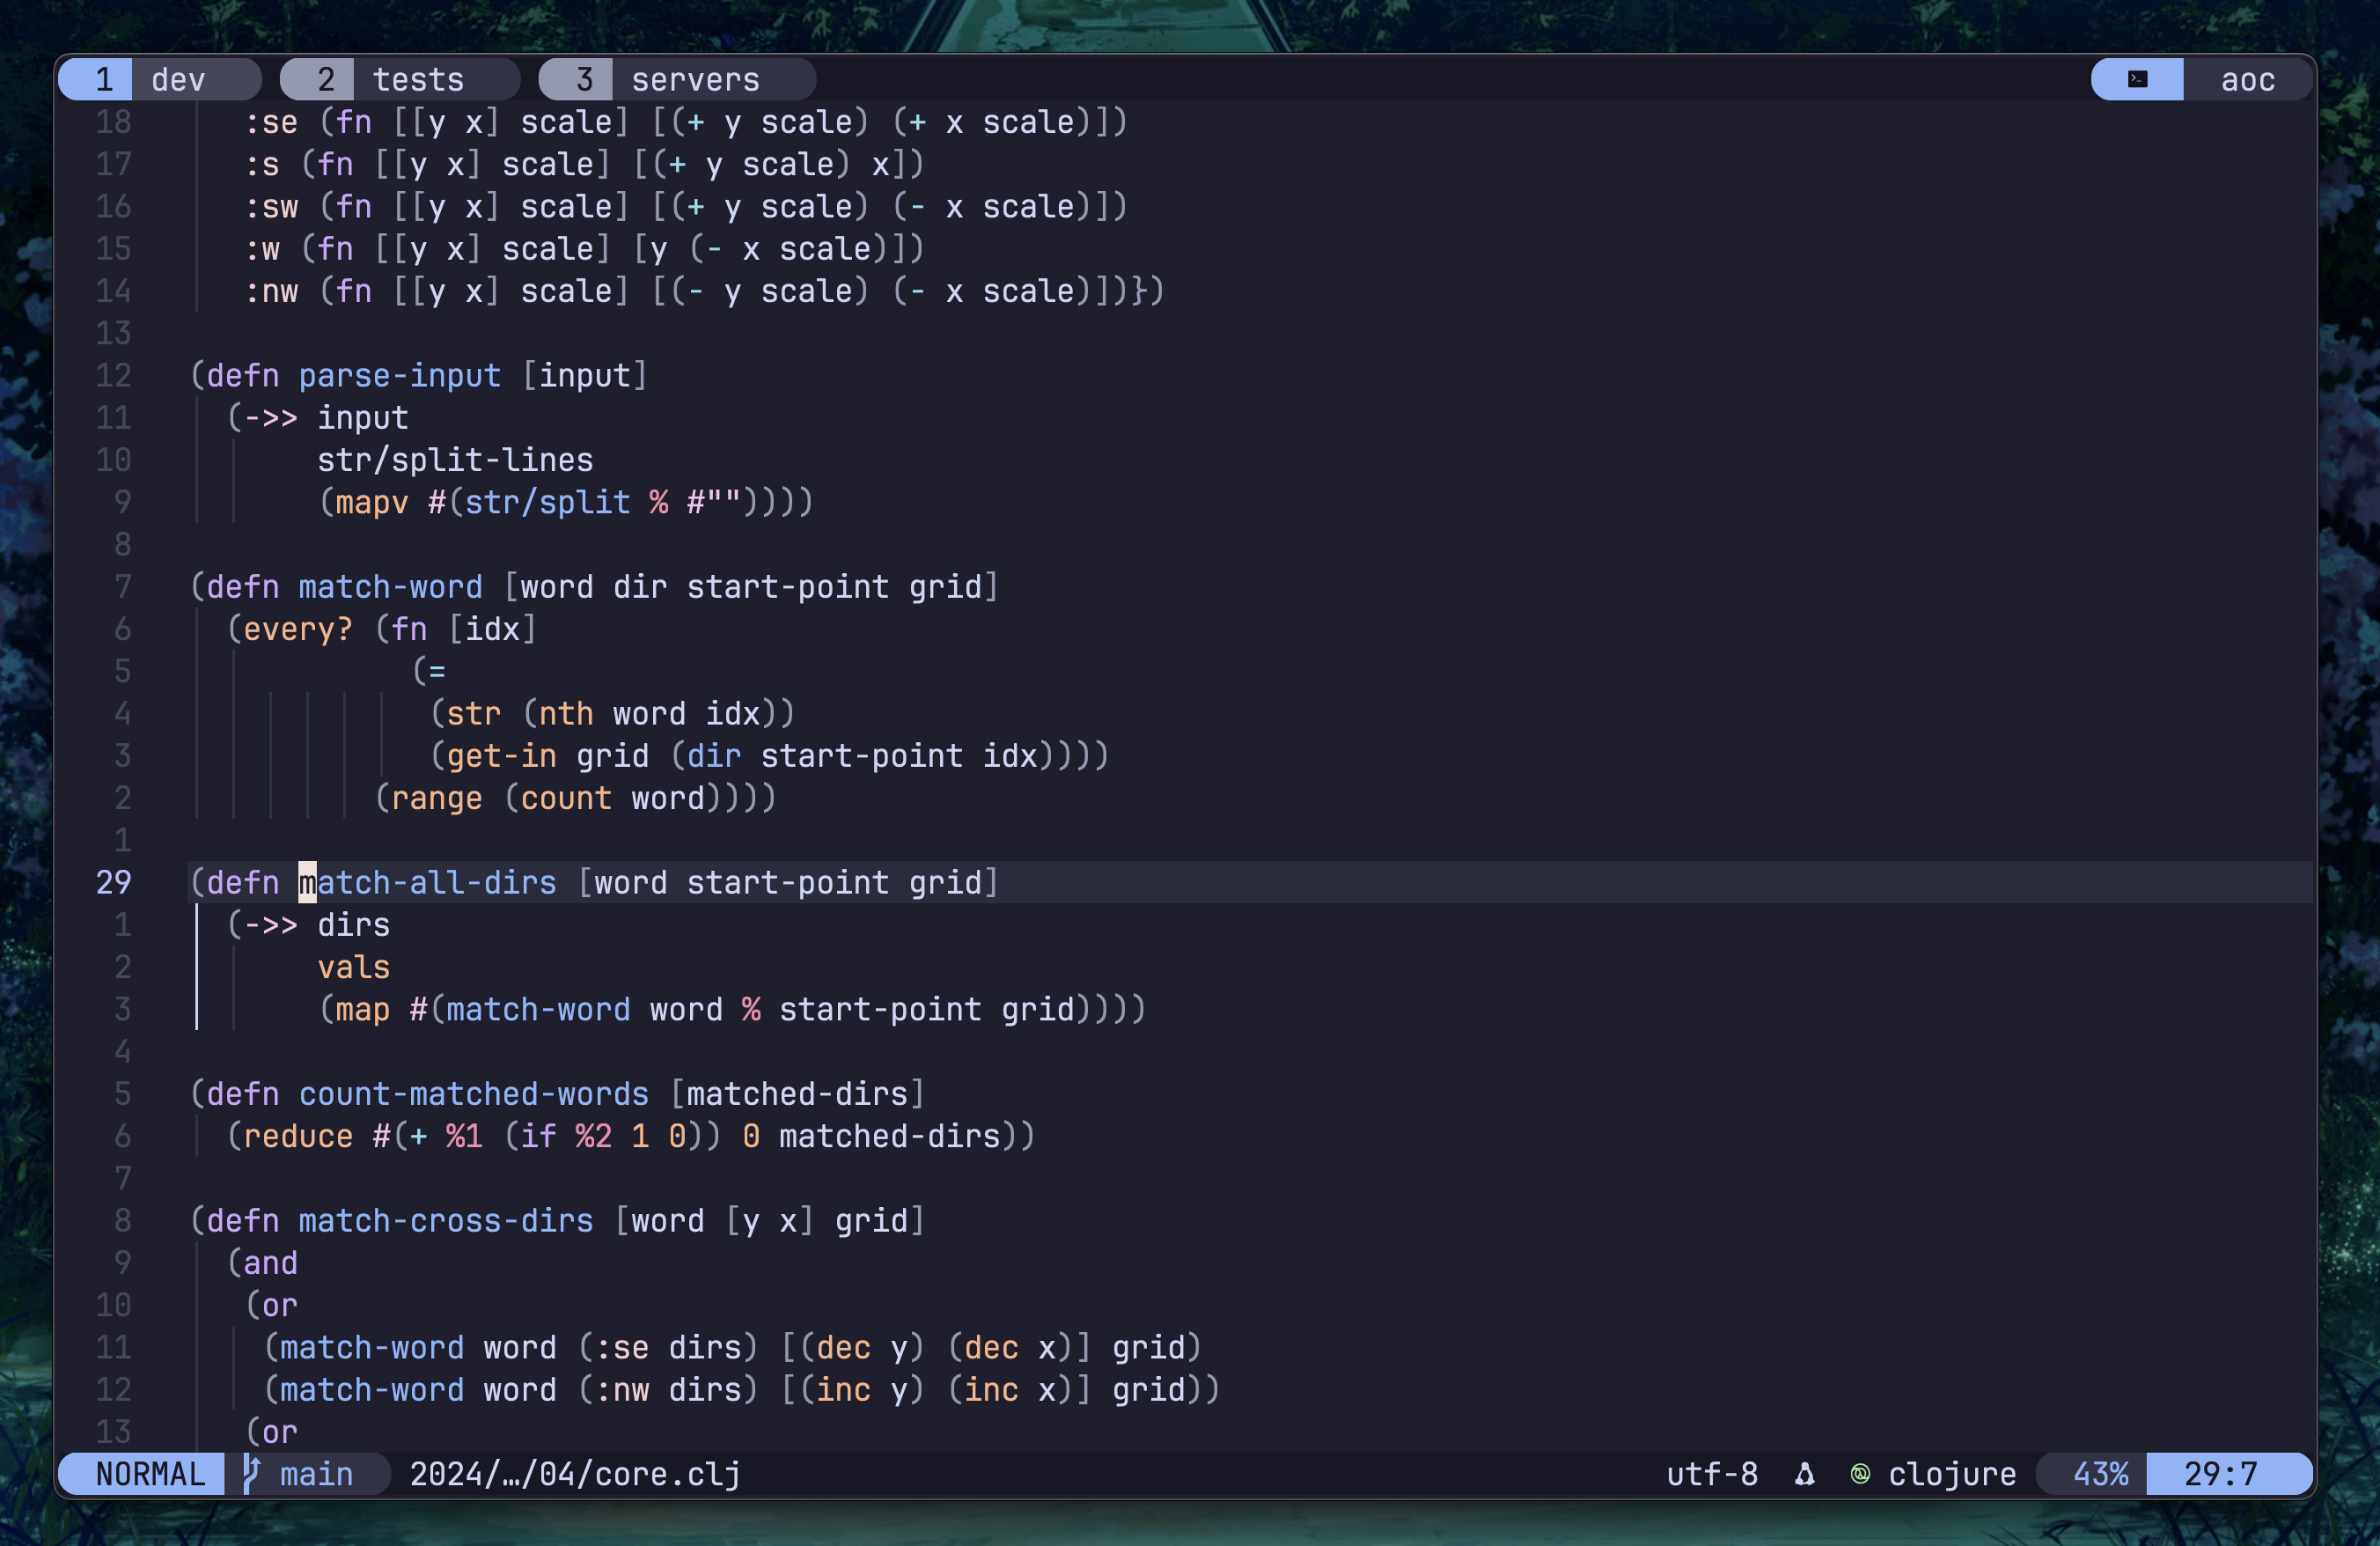 1 dev 2 tests 3 servers aoc
18 :se (fn [[y x] scale] [(+ y scale) (+ x scale)])
17 :s (fn [[y x] scale] [(+ y scale) x])
16 :sw (fn [[y x] scale] [(+ y scale) (- x scale)])
15 :w (fn [[y x] scale] [y (- x scale)])
14 :nw (fn [[y x] scale] [(- y scale) (- x scale)])})
13
12 (defn parse-input [input]
11 (->> input
10 str/split-lines
9 (mapv #(str/split % #""))))
8
7 (defn match-word [word dir start-point grid]
6 (every? (fn [idx]
5 (=
4 (str (nth word idx))
3 (get-in grid (dir start-point idx))))
2 (range (count word))))
1
29 (defn match-all-dirs [word start-point grid]
1 (->> dirs
2 vals
3 (map #(match-word word % start-point grid))))
4
5 (defn count-matched-words [matched-dirs]
6 (reduce #(+ %1 (if %2 1 0)) 0 matched-dirs))
7
8 (defn match-cross-dirs [word [y x] grid]
9 (and
10 (or
11 (match-word word (:se dirs) [(dec y) (dec x)] grid)
12 (match-word word (:nw dirs) [(inc y) (inc x)] grid))
13 (or
NORMAL main 2024/…/04/core.clj utf-8 clojure 43% 29:7